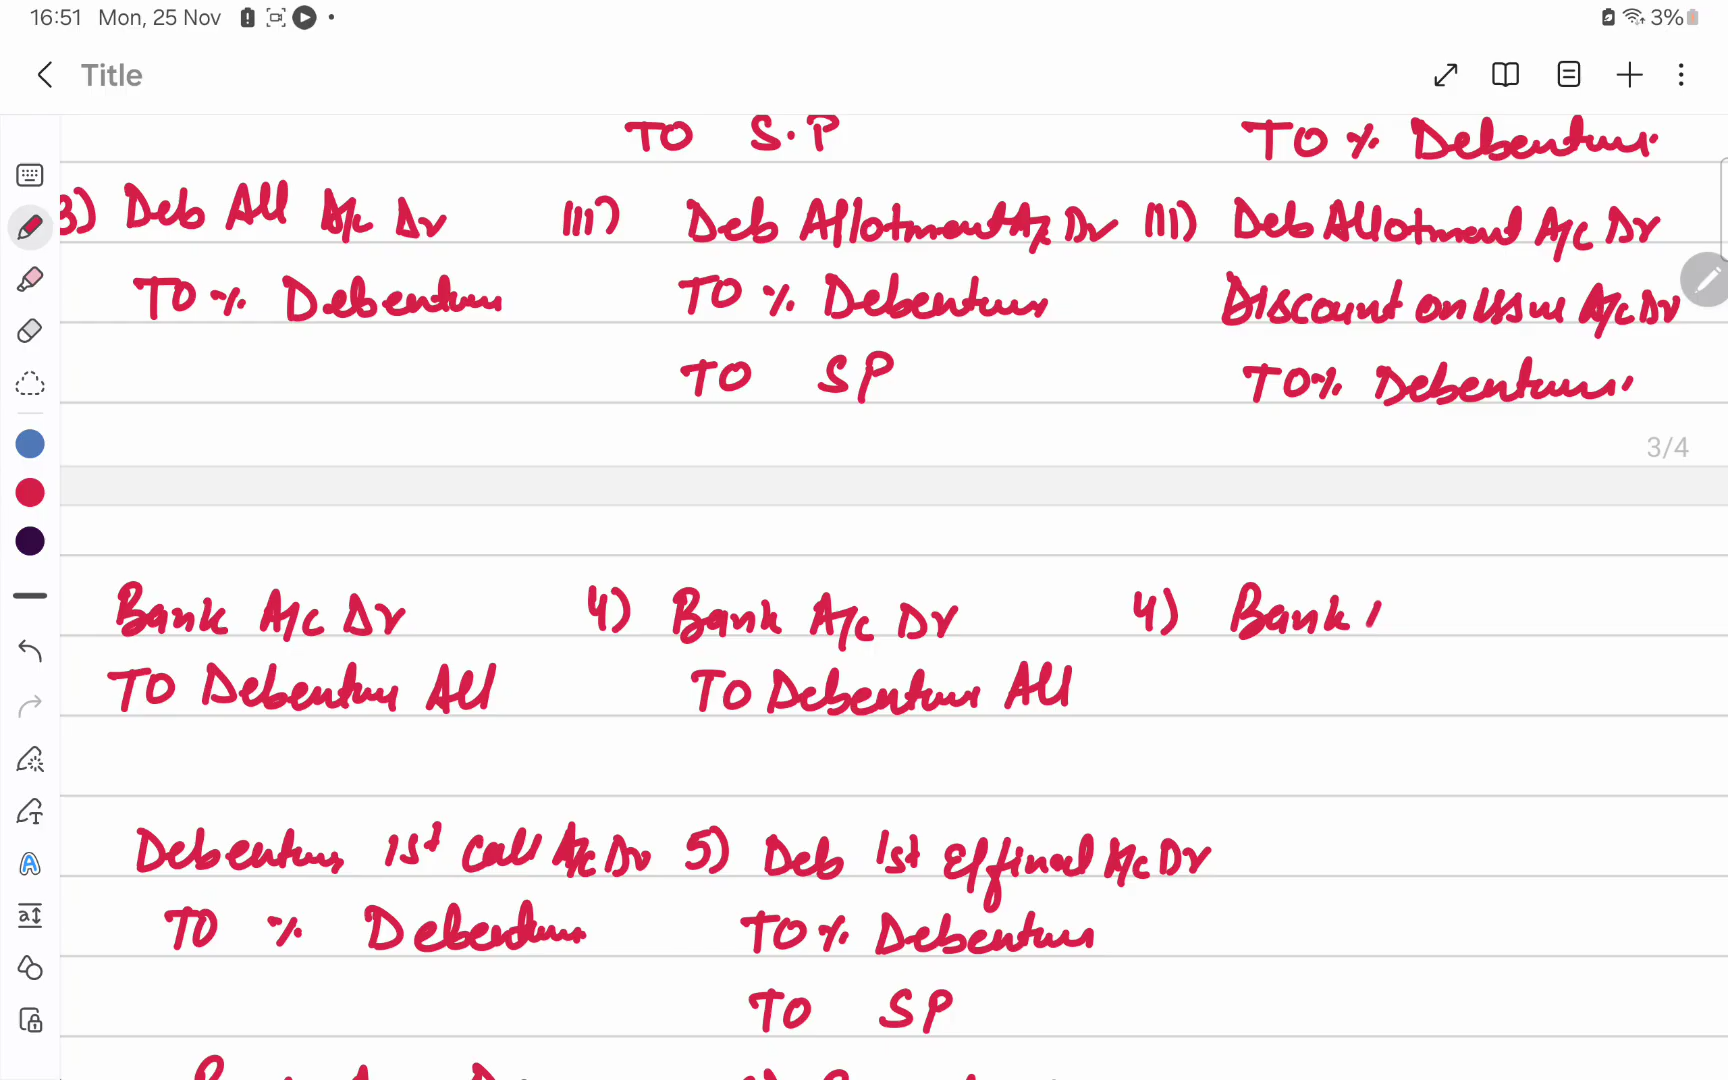 16:51 Mon, 25 Nov 3%
Title
TO S.P TO % Debentures
3) Deb All A/c Dr III) Deb Allotment A/c Dr III) Deb Allotment A/c Dr
TO % Debentures TO % Debentures Discount on Issue A/c Dr
TO SP TO % Debentures
3/4
Bank A/c Dr 4) Bank A/c Dr 4) Bank
To Debenture All To Debenture All
Debenture 1st Call A/c Dr 5) Deb 1st & final A/c Dr
TO % Debentures TO % Debentures
TO SP